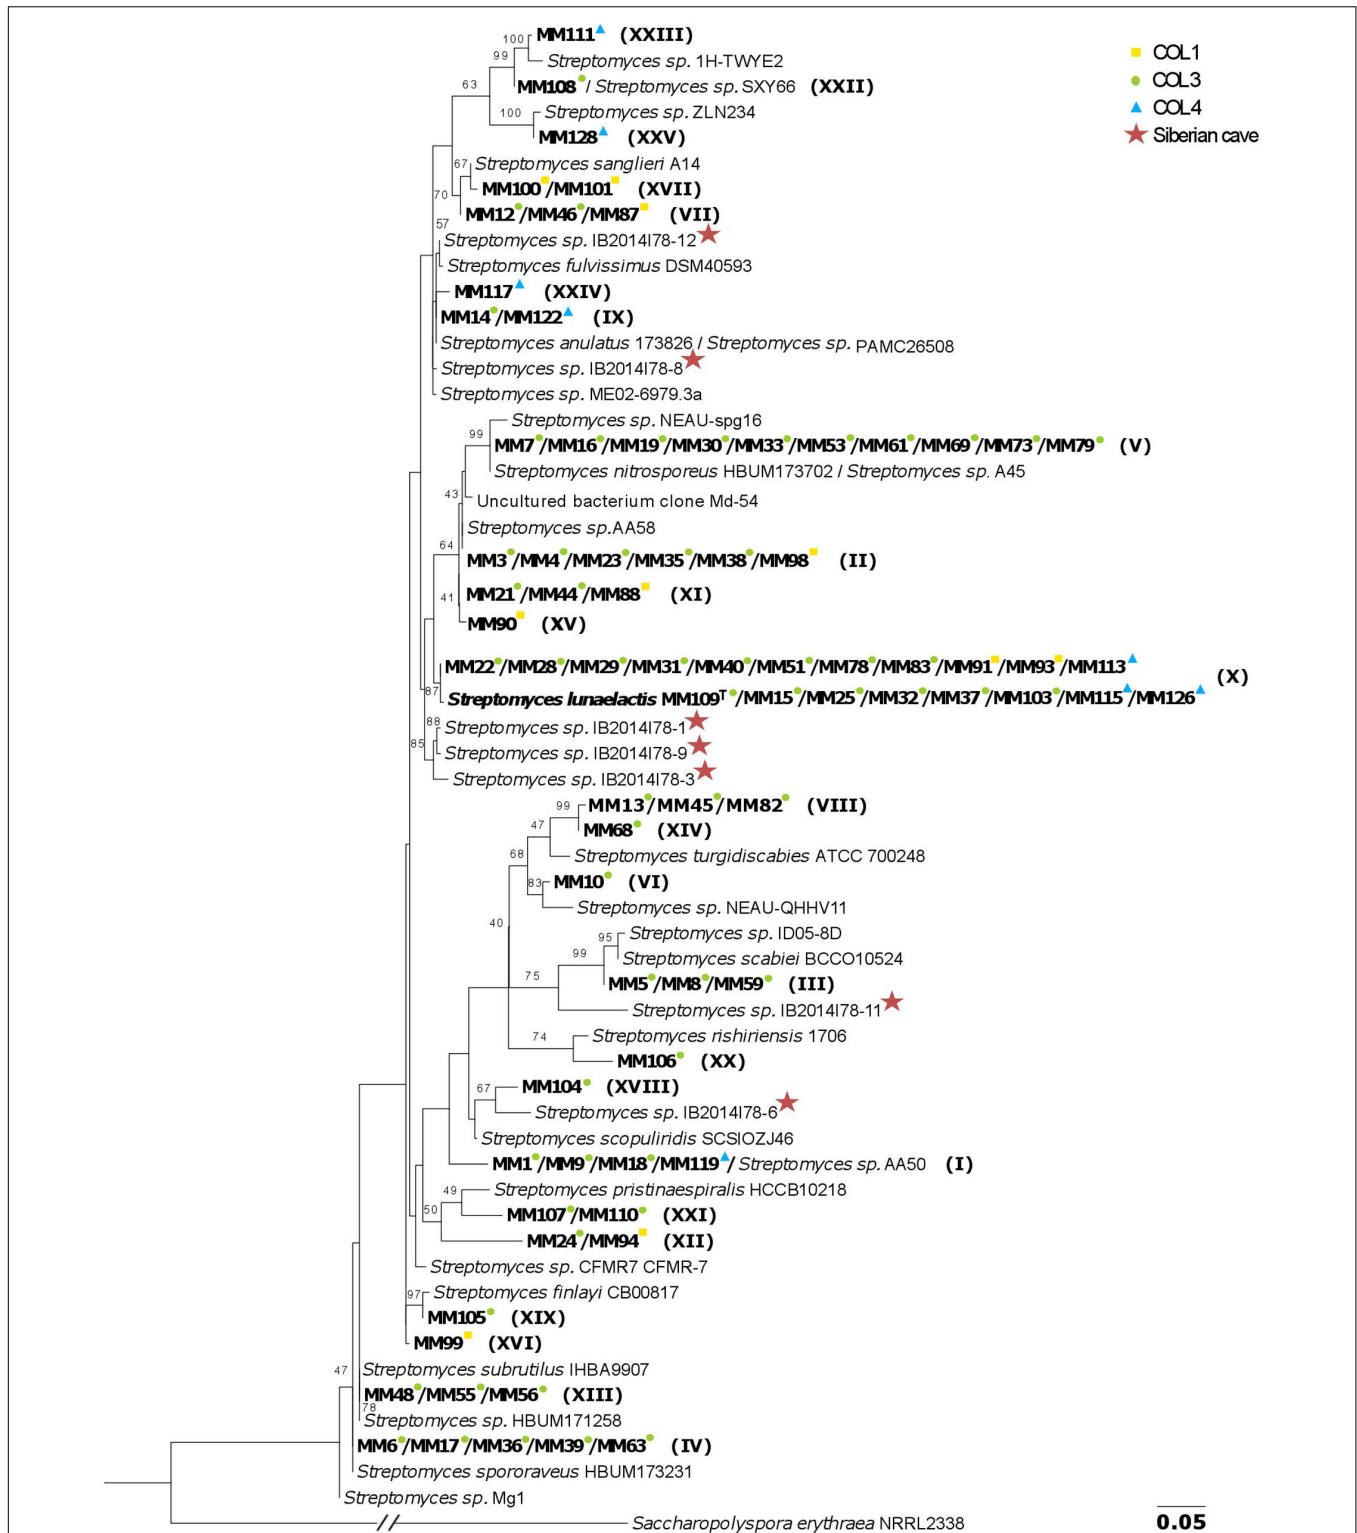 100 MM111 (XXIII)
COL1
99 Streptomyces sp. 1H-TWYE2
COL3
63 MM108 / Streptomyces sp. SXY66 (XXII)
COL4
100 Streptomyces sp. ZLN234
Siberian cave
MM128 (XXV)
67 Streptomyces sanglieri A14
70 MM100/MM101 (XVII)
MM12/MM46/MM87 (VII)
57
Streptomyces sp. IB2014I78-12
Streptomyces fulvissimus DSM40593
MM117 (XXIV)
MM14/MM122 (IX)
Streptomyces anulatus 173826 / Streptomyces sp. PAMC26508
Streptomyces sp. IB2014I78-8
Streptomyces sp. ME02-6979.3a
Streptomyces sp. NEAU-spg16
99 MM7/MM16/MM19/MM30/MM33/MM53/MM61/MM69/MM73/MM79 (V)
Streptomyces nitrosporeus HBUM173702 / Streptomyces sp. A45
43 Uncultured bacterium clone Md-54
Streptomyces sp.AA58
64
MM3/MM4/MM23/MM35/MM38/MM98 (II)
41 MM21/MM44/MM88 (XI)
MM90 (XV)
MM22/MM28/MM29/MM31/MM40/MM51/MM78/MM83/MM91/MM93/MM113
(X)
87 Streptomyces lunaelactis MM109T/MM15/MM25/MM32/MM37/MM103/MM115/MM126
88 Streptomyces sp. IB2014I78-1
85 Streptomyces sp. IB2014I78-9
Streptomyces sp. IB2014I78-3
99 MM13/MM45/MM82 (VIII)
47 MM68 (XIV)
68 Streptomyces turgidiscabies ATCC 700248
83 MM10 (VI)
Streptomyces sp. NEAU-QHHV11
40
95 Streptomyces sp. ID05-8D
99 Streptomyces scabiei BCCO10524
75 MM5/MM8/MM59 (III)
Streptomyces sp. IB2014I78-11
74 Streptomyces rishiriensis 1706
MM106 (XX)
67 MM104 (XVIII)
Streptomyces sp. IB2014I78-6
Streptomyces scopuliridis SCSIOZJ46
MM1/MM9/MM18/MM119/ Streptomyces sp. AA50 (I)
49 Streptomyces pristinaespiralis HCCB10218
50 MM107/MM110 (XXI)
MM24/MM94 (XII)
Streptomyces sp. CFMR7 CFMR-7
97 Streptomyces finlayi CB00817
MM105 (XIX)
MM99 (XVI)
47 Streptomyces subrutilus IHBA9907
MM48/MM55/MM56 (XIII)
78
Streptomyces sp. HBUM171258
MM6/MM17/MM36/MM39/MM63 (IV)
Streptomyces spororaveus HBUM173231
Streptomyces sp. Mg1
// Saccharopolyspora erythraea NRRL2338
0.05